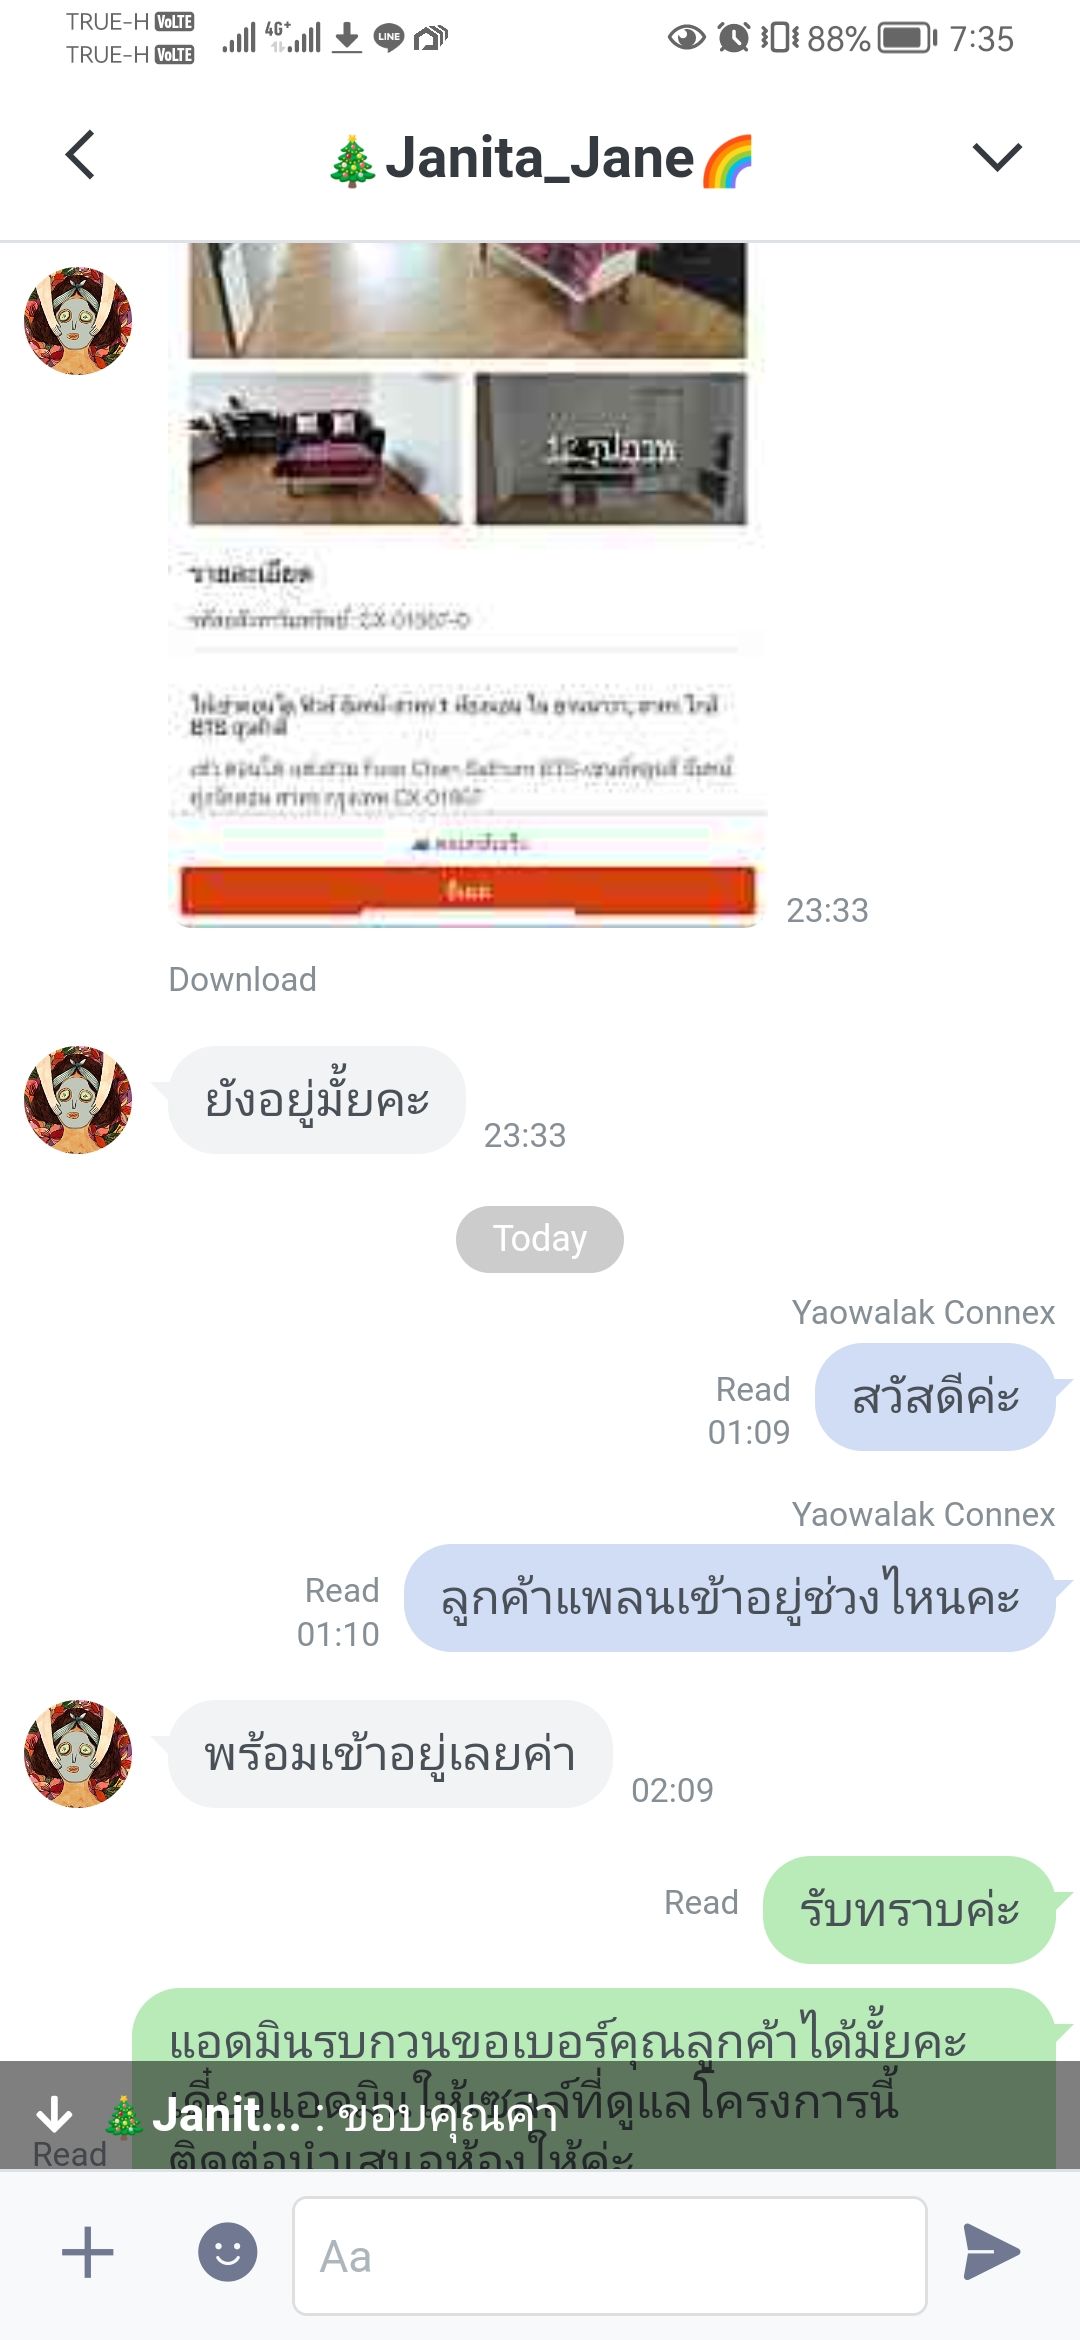 TRUE-H VoLTE
TRUE-H VoLTE
4G+
LINE
88%
7:35
🎄Janita_Jane🌈
12 รูปภาพ
รายละเอียด
BTS
23:33
Download
ยังอยู่มั้ยคะ
23:33
Today
Yaowalak Connex
สวัสดีค่ะ
Read
01:09
Yaowalak Connex
ลูกค้าแพลนเข้าอยู่ช่วงไหนคะ
Read
01:10
พร้อมเข้าอยู่เลยค่า
02:09
รับทราบค่ะ
Read
แอดมินรบกวนขอเบอร์คุณลูกค้าได้มั้ยคะ
เดี๋ยวแอดมินให้เซลล์ที่ดูแลโครงการนี้
ติดต่อนำเสนอห้องให้ค่ะ
Read
🎄Janit... : ขอบคุณค่า
Aa